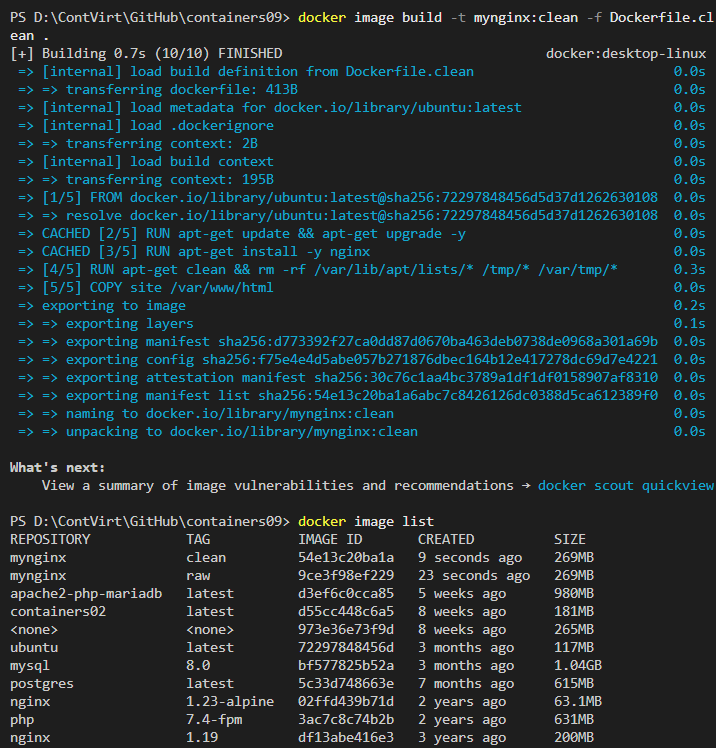 PS D:\ContVirt\GitHub\containers09> docker image build -t mynginx:clean -f Dockerfile.cl
ean .
[+] Building 0.7s (10/10) FINISHED docker:desktop-linux
=> [internal] load build definition from Dockerfile.clean 0.0s
=> => transferring dockerfile: 413B 0.0s
=> [internal] load metadata for docker.io/library/ubuntu:latest 0.0s
=> [internal] load .dockerignore 0.0s
=> => transferring context: 2B 0.0s
=> [internal] load build context 0.0s
=> => transferring context: 195B 0.0s
=> [1/5] FROM docker.io/library/ubuntu:latest@sha256:72297848456d5d37d1262630108 0.0s
=> => resolve docker.io/library/ubuntu:latest@sha256:72297848456d5d37d1262630108 0.0s
=> CACHED [2/5] RUN apt-get update && apt-get upgrade -y 0.0s
=> CACHED [3/5] RUN apt-get install -y nginx 0.0s
=> [4/5] RUN apt-get clean && rm -rf /var/lib/apt/lists/* /tmp/* /var/tmp/* 0.3s
=> [5/5] COPY site /var/www/html 0.0s
=> exporting to image 0.2s
=> => exporting layers 0.1s
=> => exporting manifest sha256:d773392f27ca0dd87d0670ba463deb0738de0968a301a69b 0.0s
=> => exporting config sha256:f75e4e4d5abe057b271876dbec164b12e417278dc69d7e4221 0.0s
=> => exporting attestation manifest sha256:30c76c1aa4bc3789a1df1df0158907af8310 0.0s
=> => exporting manifest list sha256:54e13c20ba1a6abc7c8426126dc0388d5ca612389f0 0.0s
=> => naming to docker.io/library/mynginx:clean 0.0s
=> => unpacking to docker.io/library/mynginx:clean 0.0s
What's next:
View a summary of image vulnerabilities and recommendations → docker scout quickview
PS D:\ContVirt\GitHub\containers09> docker image list
REPOSITORY TAG IMAGE ID CREATED SIZE
mynginx clean 54e13c20ba1a 9 seconds ago 269MB
mynginx raw 9ce3f98ef229 23 seconds ago 269MB
apache2-php-mariadb latest d3ef6c0cca85 5 weeks ago 980MB
containers02 latest d55cc448c6a5 8 weeks ago 181MB
<none> <none> 973e36e73f9d 8 weeks ago 265MB
ubuntu latest 72297848456d 3 months ago 117MB
mysql 8.0 bf577825b52a 3 months ago 1.04GB
postgres latest 5c33d748663e 7 months ago 615MB
nginx 1.23-alpine 02ffd439b71d 2 years ago 63.1MB
php 7.4-fpm 3ac7c8c74b2b 2 years ago 631MB
nginx 1.19 df13abe416e3 3 years ago 200MB